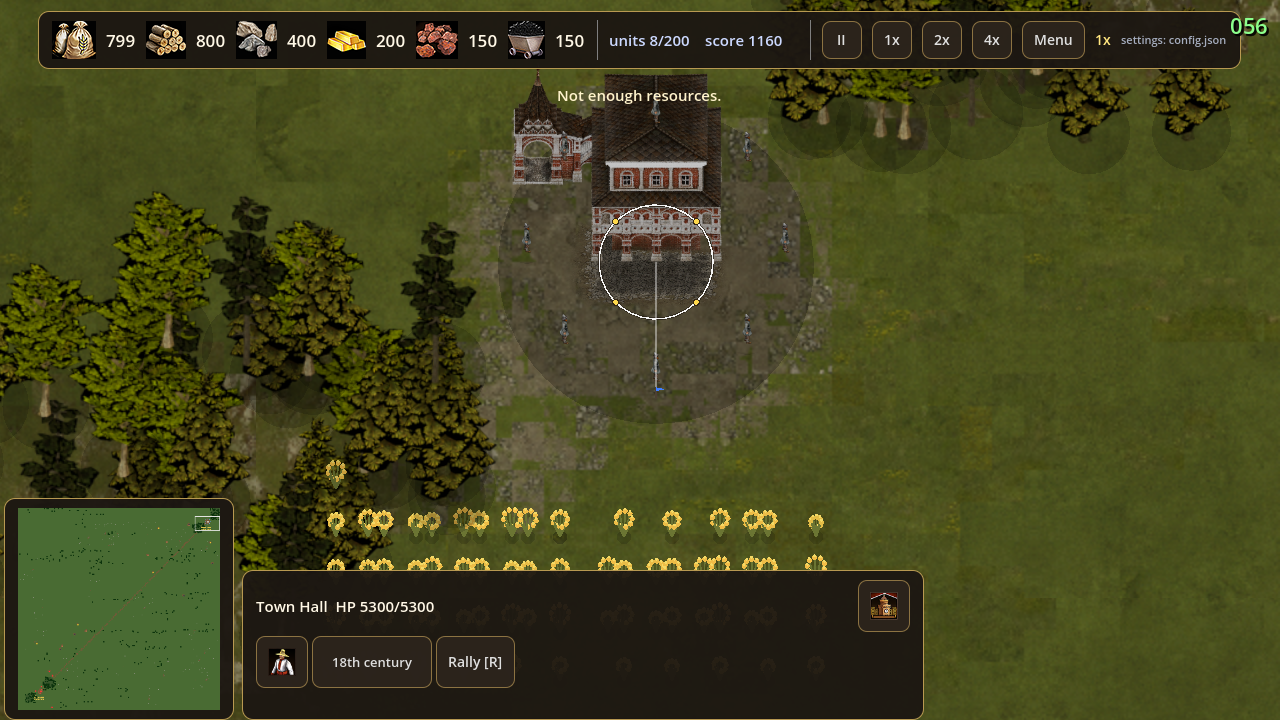 799 800 400 200 150 150 units 8/200 score 1160 II 1x 2x 4x Menu 1x settings: config.json 056
Not enough resources.
Town Hall HP 5300/5300
18th century Rally [R]